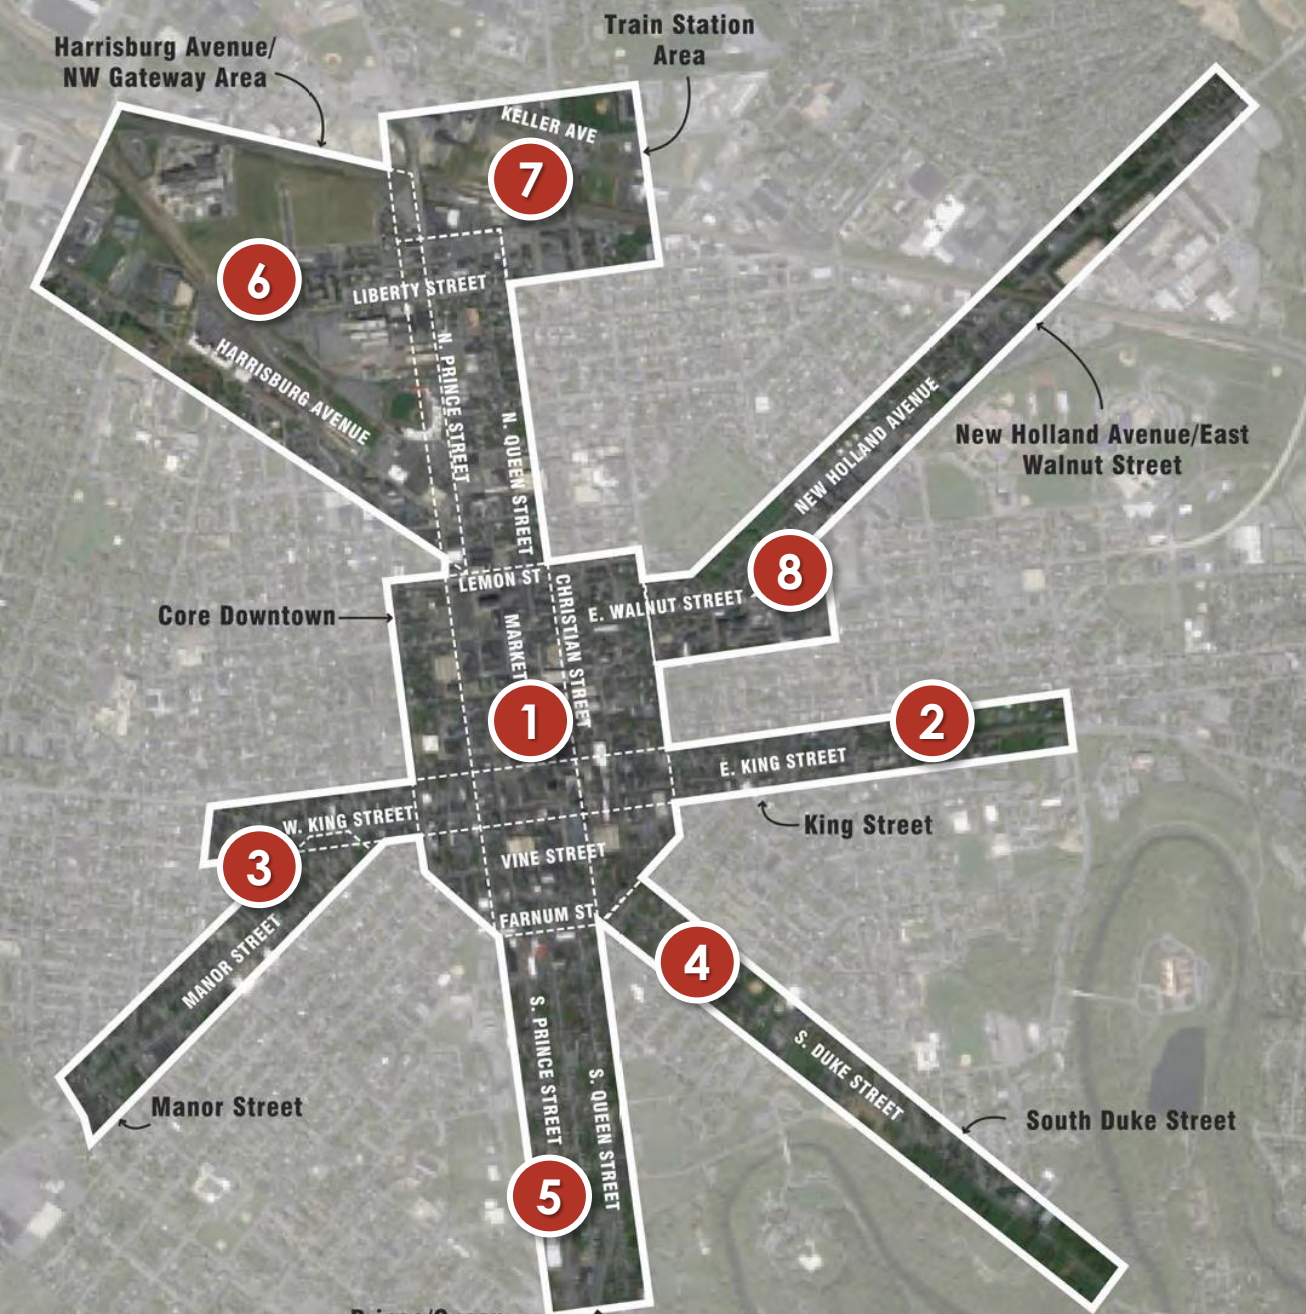 Train Station
Area
Harrisburg Avenue/
NW Gateway Area
KELLER AVE
7
6
LIBERTY STREET
HARRISBURG AVENUE
N. PRINCE STREET
N. QUEEN STREET
NEW HOLLAND AVENUE
New Holland Avenue/East
Walnut Street
8
LEMON ST
CHRISTIAN STREET
E. WALNUT STREET
Core Downtown
MARKET
1
2
E. KING STREET
King Street
W. KING STREET
3
VINE STREET
FARNUM ST
MANOR STREET
4
S. PRINCE STREET
S. DUKE STREET
S. QUEEN STREET
Manor Street
South Duke Street
5